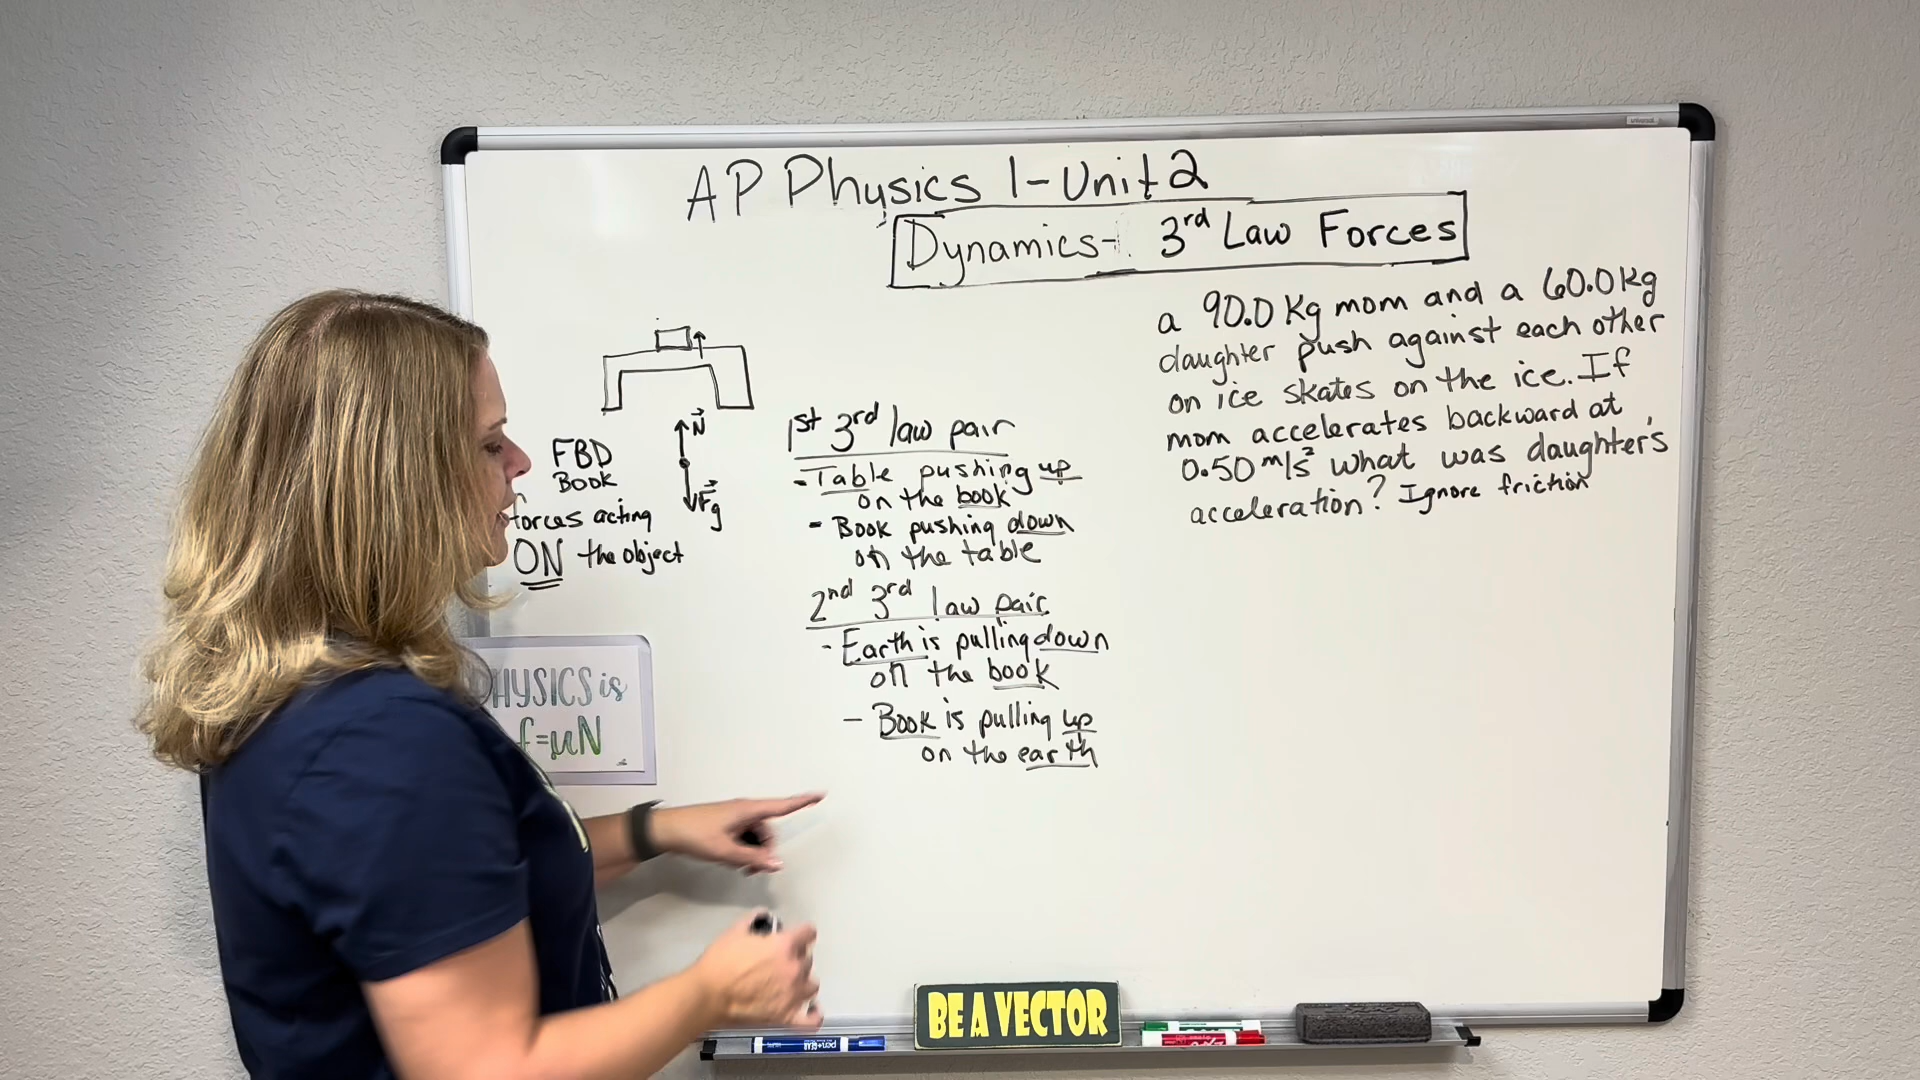 AP Physics 1-Unit 2
Dynamics- 3rd Law Forces
N
FBD
Book
Fg
forces acting
ON the object
1st 3rd law pair
- Table pushing up
on the book
- Book pushing down
on the table
2nd 3rd law pair
- Earth is pulling down
on the book
- Book is pulling up
on the earth
a 90.0 kg mom and a 60.0 kg
daughter push against each other
on ice skates on the ice. If
mom accelerates backward at
0.50 m/s² what was daughter's
acceleration? Ignore friction
PHYSICS is
f=μN
BE A VECTOR
universal
EXPO